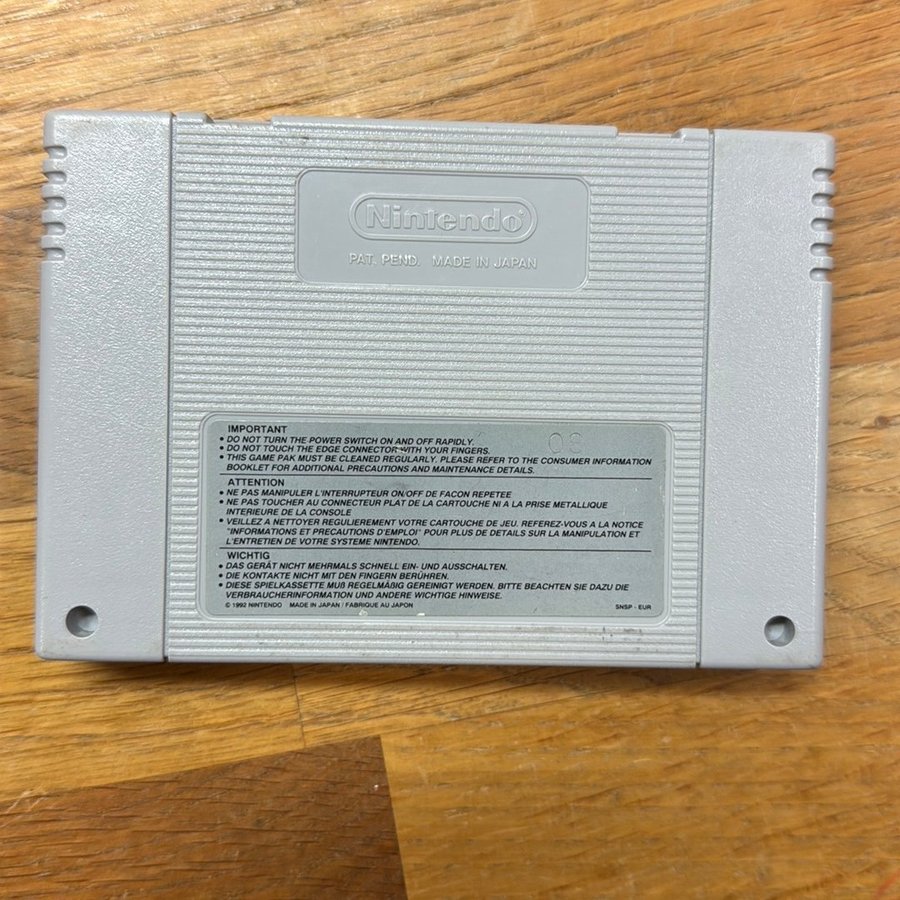 Nintendo®
PAT. PEND. MADE IN JAPAN
IMPORTANT
• DO NOT TURN THE POWER SWITCH ON AND OFF RAPIDLY.
• DO NOT TOUCH THE EDGE CONNECTOR WITH YOUR FINGERS.
• THIS GAME PAK MUST BE CLEANED REGULARLY. PLEASE REFER TO THE CONSUMER INFORMATION
BOOKLET FOR ADDITIONAL PRECAUTIONS AND MAINTENANCE DETAILS.
ATTENTION
• NE PAS MANIPULER L'INTERRUPTEUR ON/OFF DE FACON REPETEE
• NE PAS TOUCHER AU CONNECTEUR PLAT DE LA CARTOUCHE NI A LA PRISE METALLIQUE
INTERIEURE DE LA CONSOLE
• VEILLEZ A NETTOYER REGULIEREMENT VOTRE CARTOUCHE DE JEU. REFEREZ-VOUS A LA NOTICE
"INFORMATIONS ET PRECAUTIONS D'EMPLOI" POUR PLUS DE DETAILS SUR LA MANIPULATION ET
L'ENTRETIEN DE VOTRE SYSTEME NINTENDO.
WICHTIG
• DAS GERÄT NICHT MEHRMALS SCHNELL EIN- UND AUSSCHALTEN.
• DIE KONTAKTE NICHT MIT DEN FINGERN BERÜHREN.
• DIESE SPIELKASSETTE MUß REGELMÄßIG GEREINIGT WERDEN. BITTE BEACHTEN SIE DAZU DIE
VERBRAUCHERINFORMATION UND ANDERE WICHTIGE HINWEISE.
© 1992 NINTENDO MADE IN JAPAN / FABRIQUE AU JAPON SNSP - EUR